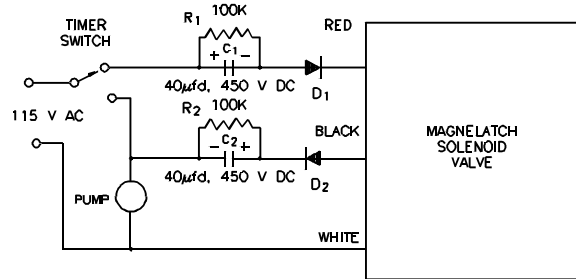 TIMER
SWITCH
R1 100K
RED
+ C1 -
40µfd, 450 V DC
D1
115 V AC
R2 100K
BLACK
- C2 +
40µfd, 450 V DC
D2
MAGNELATCH
SOLENOID
VALVE
PUMP
WHITE